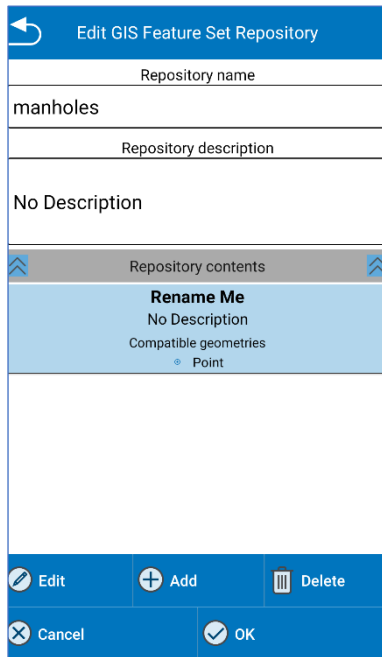 Edit GIS Feature Set Repository
Repository name
manholes
Repository description
No Description
Repository contents
Rename Me
No Description
Compatible geometries
Point
Edit Add Delete
Cancel OK